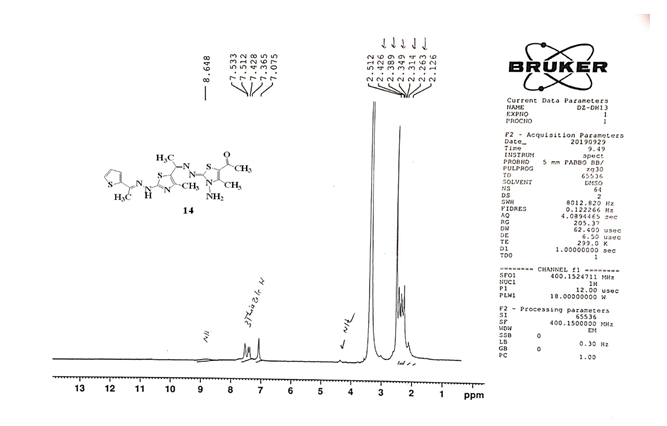 8.648
7.533
7.512
7.428
7.365
7.075
2.512
2.426
2.389
2.349
2.314
2.263
2.126
BRUKER
Current Data Parameters
NAME DZ-DH13
EXPNO 1
PROCNO 1
F2 - Acquisition Parameters
Date_ 20190929
Time 9.49
INSTRUM spect
PROBHD 5 mm PABBO BB/
PULPROG zg30
TD 65536
SOLVENT DMSO
NS 64
DS 2
SWH 8012.820 Hz
FIDRES 0.122266 Hz
AQ 4.0894465 sec
RG 205.37
DW 62.400 usec
DE 6.50 usec
TE 299.0 K
D1 1.00000000 sec
TD0 1
======== CHANNEL f1 ========
SFO1 400.1524711 MHz
NUC1 1H
P1 12.00 usec
PLW1 18.00000000 W
F2 - Processing parameters
SI 65536
SF 400.1500000 MHz
WDW EM
SSB 0
LB 0.30 Hz
GB 0
PC 1.00
CH₃
O
S
N
N
S
CH₃
S
N
N
H
N
CH₃
N
CH₃
H₃C
NH₂
14
NH
3Thiazole H
NH2
13 12 11 10 9 8 7 6 5 4 3 2 1 ppm